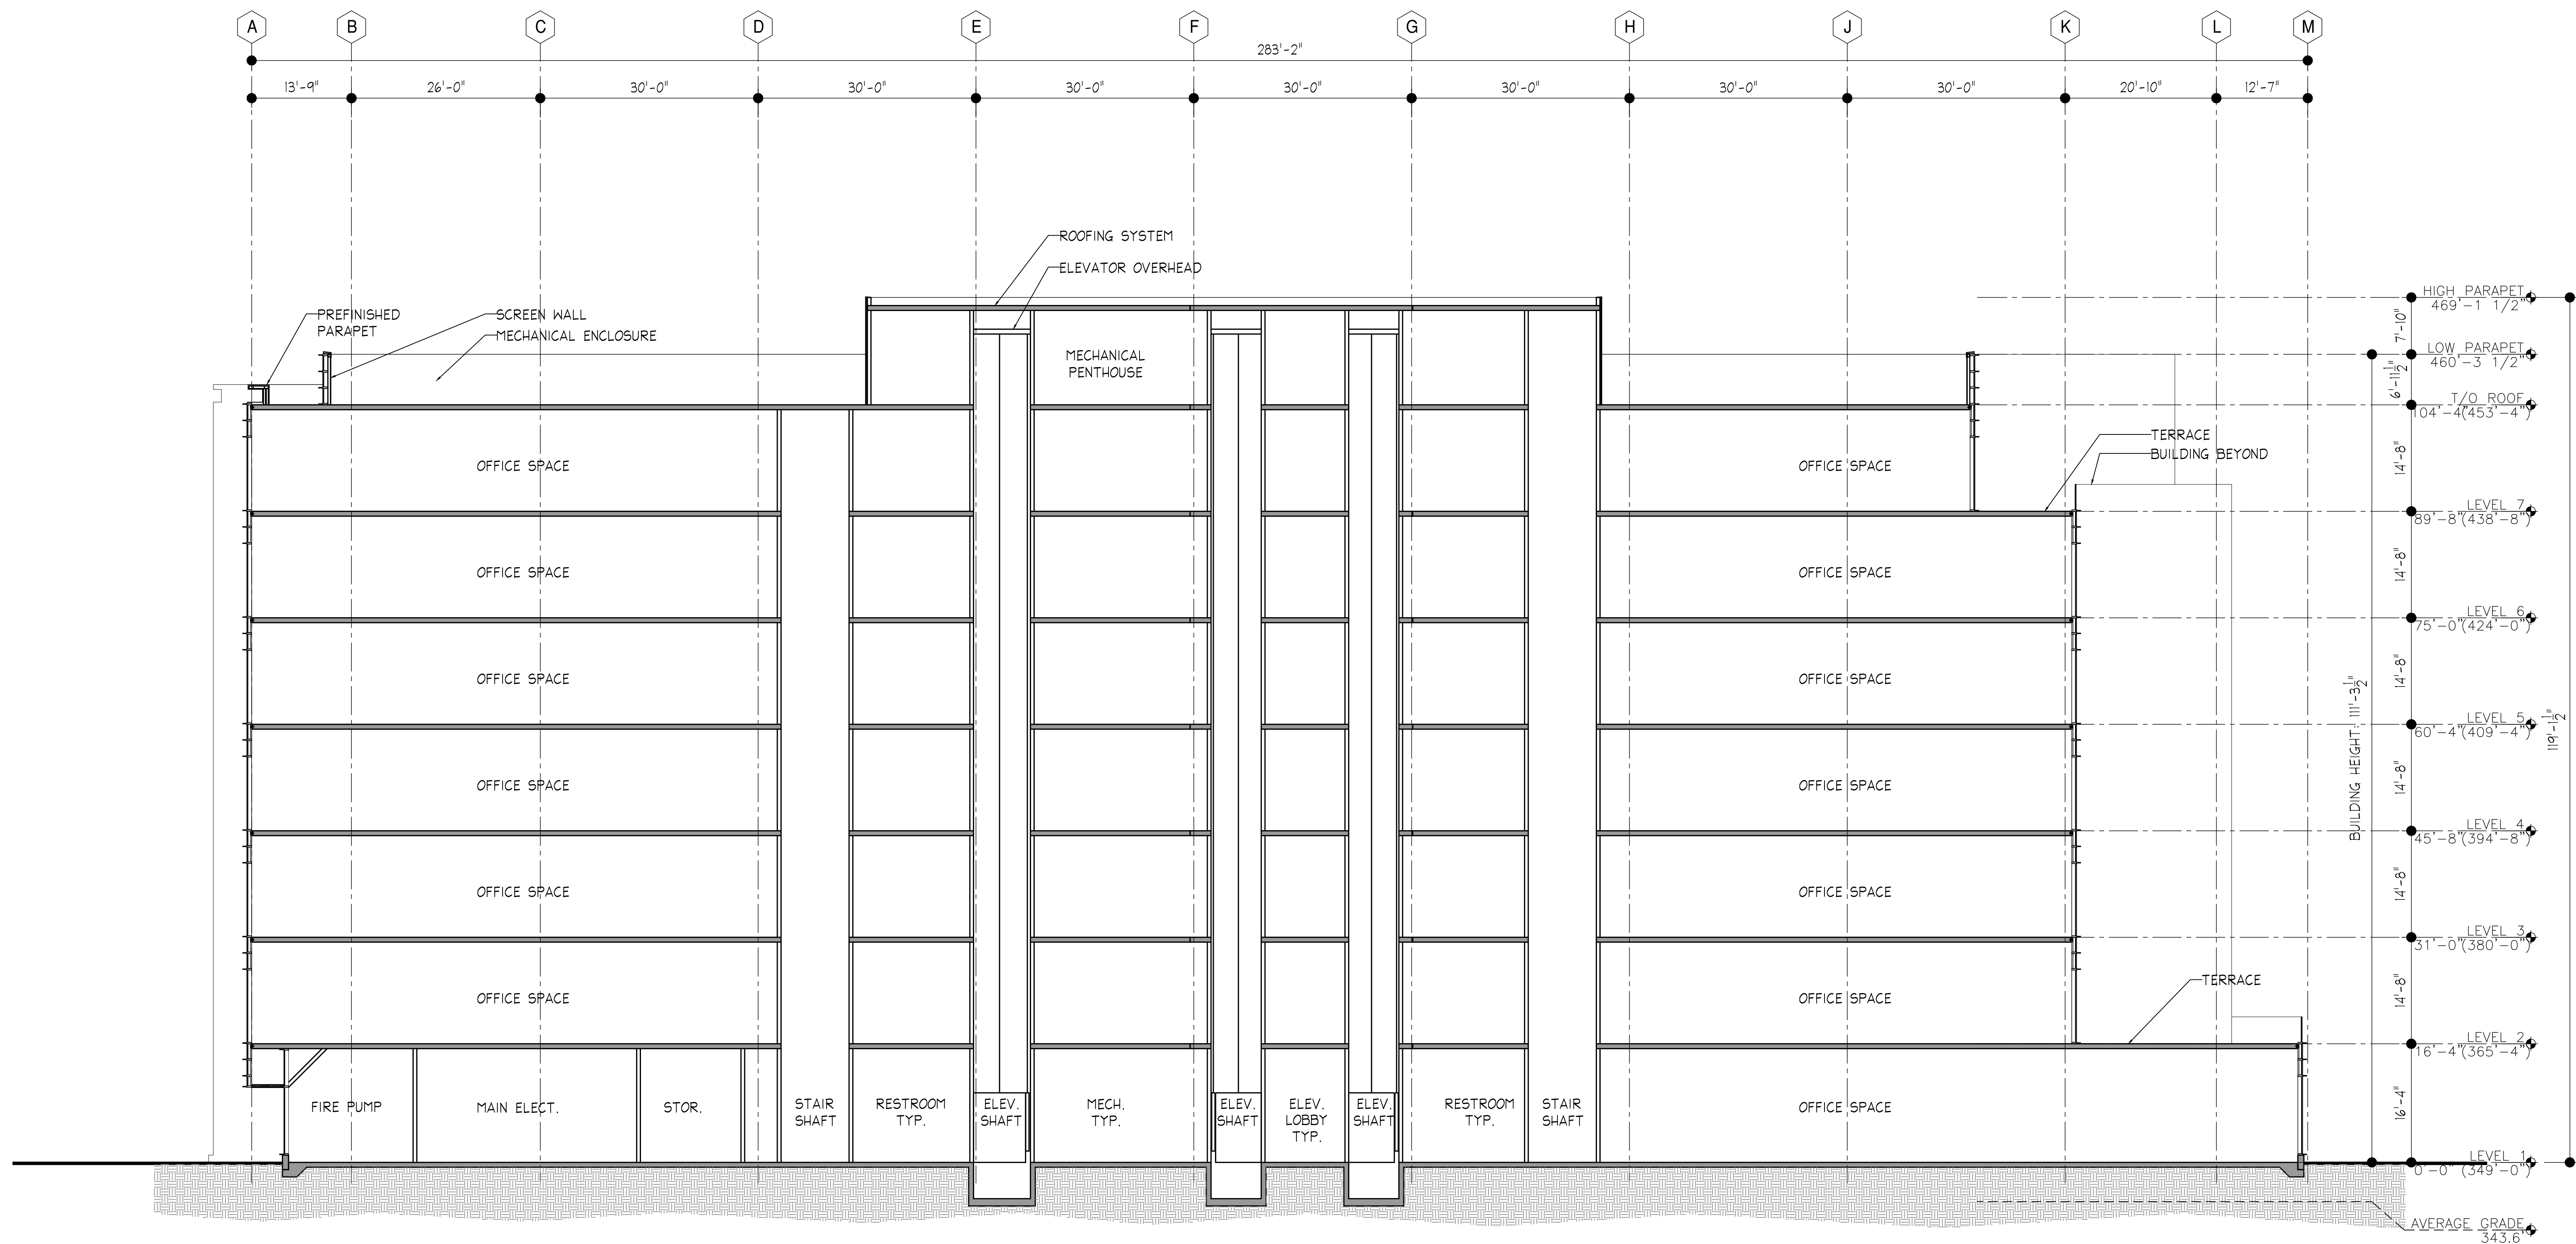 A B C D E F G H J K L M
283'-2"
13'-9" 26'-0" 30'-0" 30'-0" 30'-0" 30'-0" 30'-0" 30'-0" 30'-0" 20'-10" 12'-7"
ROOFING SYSTEM
ELEVATOR OVERHEAD
PREFINISHED
PARAPET
SCREEN WALL
MECHANICAL ENCLOSURE
MECHANICAL
PENTHOUSE
HIGH PARAPET
469'-1 1/2"
7'-10"
LOW PARAPET
460'-3 1/2"
6'-11 1/2"
T/O ROOF
104'-4"(453'-4")
TERRACE
BUILDING BEYOND
OFFICE SPACE OFFICE SPACE
14'-8"
LEVEL 7
89'-8"(438'-8")
OFFICE SPACE OFFICE SPACE
14'-8"
LEVEL 6
75'-0"(424'-0")
OFFICE SPACE OFFICE SPACE
14'-8"
BUILDING HEIGHT: 111'-3 1/2"
119'-1 1/2"
LEVEL 5
60'-4"(409'-4")
OFFICE SPACE OFFICE SPACE
14'-8"
LEVEL 4
45'-8"(394'-8")
OFFICE SPACE OFFICE SPACE
14'-8"
LEVEL 3
31'-0"(380'-0")
OFFICE SPACE OFFICE SPACE
14'-8"
TERRACE
LEVEL 2
16'-4"(365'-4")
FIRE PUMP
MAIN ELECT.
STOR.
STAIR
SHAFT
RESTROOM
TYP.
ELEV.
SHAFT
MECH.
TYP.
ELEV.
SHAFT
ELEV.
LOBBY
TYP.
ELEV.
SHAFT
RESTROOM
TYP.
STAIR
SHAFT
OFFICE SPACE
16'-4"
LEVEL 1
0'-0" (349'-0")
AVERAGE GRADE
343.6'